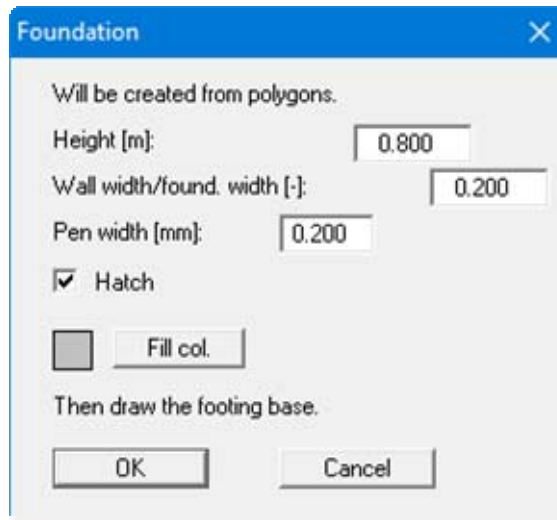 Foundation
Will be created from polygons.
Height [m]: 0.800
Wall width/found. width [-]: 0.200
Pen width [mm]: 0.200
Hatch
Fill col.
Then draw the footing base.
OK Cancel